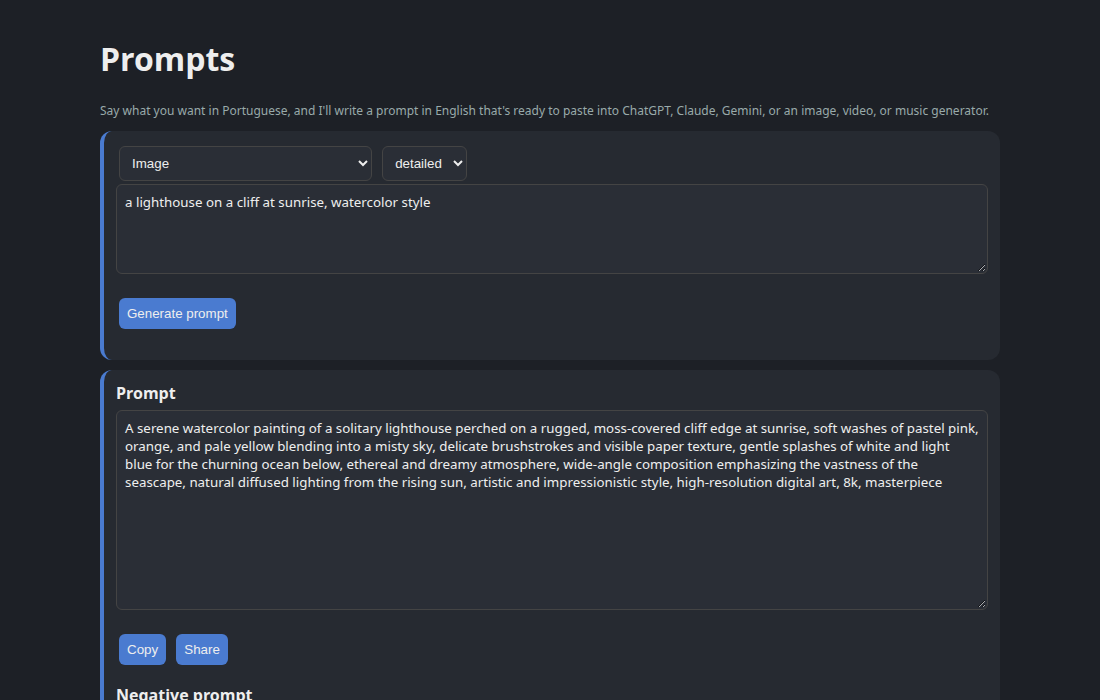 Prompts
Say what you want in Portuguese, and I'll write a prompt in English that's ready to paste into ChatGPT, Claude, Gemini, or an image, video, or music generator.
Image
detailed
a lighthouse on a cliff at sunrise, watercolor style
Generate prompt
Prompt
A serene watercolor painting of a solitary lighthouse perched on a rugged, moss-covered cliff edge at sunrise, soft washes of pastel pink,
orange, and pale yellow blending into a misty sky, delicate brushstrokes and visible paper texture, gentle splashes of white and light
blue for the churning ocean below, ethereal and dreamy atmosphere, wide-angle composition emphasizing the vastness of the
seascape, natural diffused lighting from the rising sun, artistic and impressionistic style, high-resolution digital art, 8k, masterpiece
Copy
Share
Negative prompt